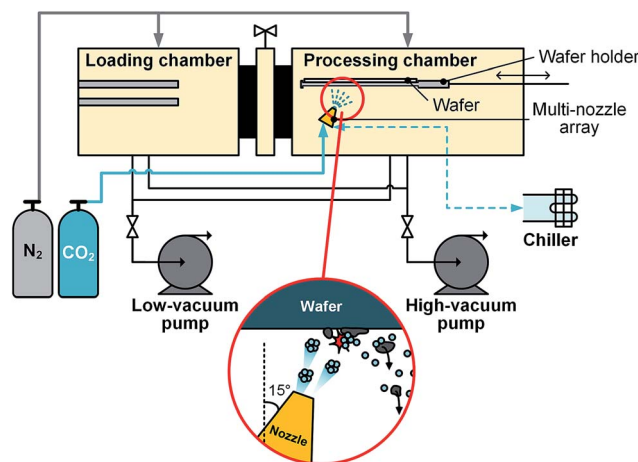 Loading chamber
Processing chamber
Wafer holder
Wafer
Multi-nozzle
array
N₂
CO₂
Chiller
Low-vacuum
pump
High-vacuum
pump
Wafer
15°
Nozzle